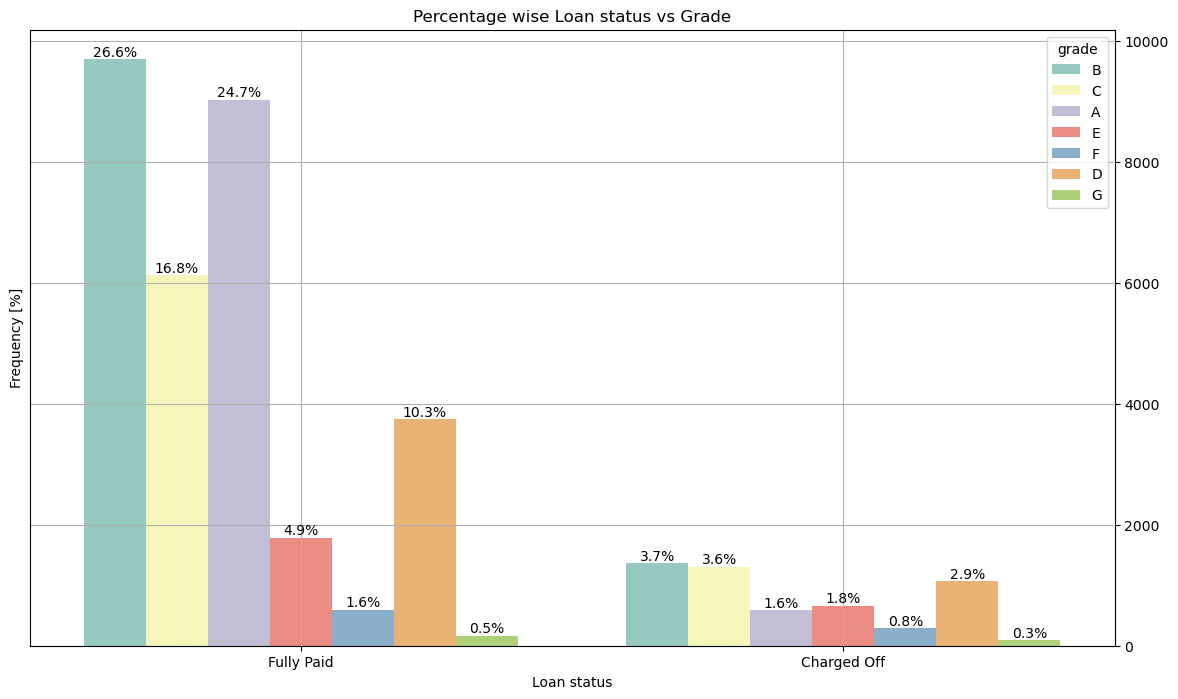 Percentage wise Loan status vs Grade
Frequency [%]
26.6%
16.8%
24.7%
4.9%
1.6%
10.3%
0.5%
3.7%
3.6%
1.6%
1.8%
0.8%
2.9%
0.3%
grade
B
C
A
E
F
D
G
10000
8000
6000
4000
2000
0
Fully Paid
Charged Off
Loan status